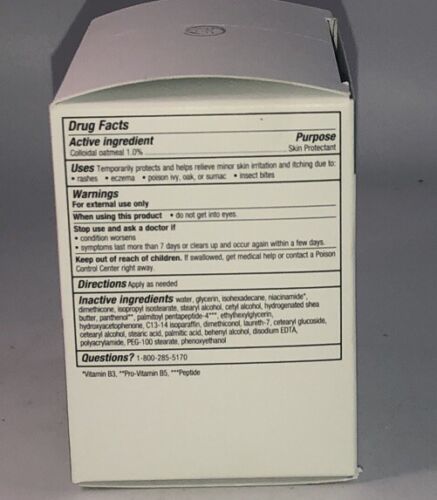 Drug Facts
Active ingredient Purpose
Colloidal oatmeal 1.0% Skin Protectant
Uses Temporarily protects and helps relieve minor skin irritation and itching due to:
• rashes • eczema • poison ivy, oak, or sumac • insect bites
Warnings
For external use only
When using this product • do not get into eyes.
Stop use and ask a doctor if
• condition worsens
• symptoms last more than 7 days or clears up and occur again within a few days.
Keep out of reach of children. If swallowed, get medical help or contact a Poison
Control Center right away.
Directions Apply as needed
Inactive ingredients water, glycerin, isohexadecane, niacinamide*,
dimethicone, isopropyl isostearate, stearyl alcohol, cetyl alcohol, hydrogenated shea
butter, panthenol**, palmitoyl pentapeptide-4***, ethylhexylglycerin,
hydroxyacetophenone, C13-14 isoparaffin, dimethiconol, laureth-7, cetearyl glucoside,
cetearyl alcohol, stearic acid, palmitic acid, behenyl alcohol, disodium EDTA,
polyacrylamide, PEG-100 stearate, phenoxyethanol
Questions? 1-800-285-5170
*Vitamin B3, **Pro-Vitamin B5, ***Peptide